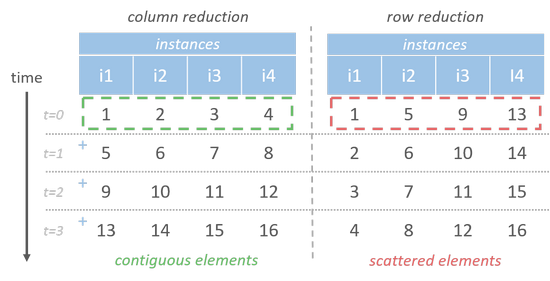 column reduction row reduction
instances instances
i1 i2 i3 i4 i1 i2 i3 I4
time
t=0 1 2 3 4 1 5 9 13
t=1 + 5 6 7 8 2 6 10 14
t=2 + 9 10 11 12 3 7 11 15
t=3 + 13 14 15 16 4 8 12 16
contiguous elements scattered elements